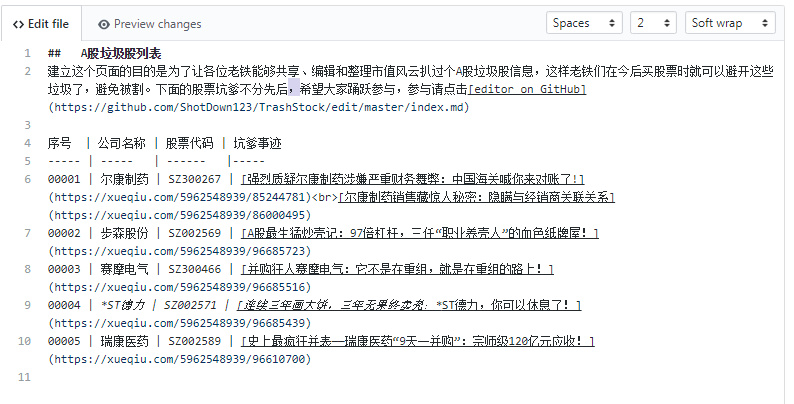 Edit file
Preview changes
Spaces
2
Soft wrap
1 ## A股垃圾股列表
2 建立这个页面的目的是为了让各位老铁能够共享、编辑和整理市值风云扒过个A股垃圾股信息，这样老铁们在今后买股票时就可以避开这些
垃圾了，避免被割。下面的股票坑爹不分先后，希望大家踊跃参与，参与请点击[editor on GitHub]
(https://github.com/ShotDown123/TrashStock/edit/master/index.md)
3
4 序号 | 公司名称 | 股票代码 | 坑爹事迹
5 ----- | ----- | ------ |-----
6 00001 | 尔康制药 | SZ300267 | [强烈质疑尔康制药涉嫌严重财务舞弊：中国海关喊你来对账了!]
(https://xueqiu.com/5962548939/85244781)<br>[尔康制药销售藏惊人秘密：隐瞒与经销商关联关系]
(https://xueqiu.com/5962548939/86000495)
7 00002 | 步森股份 | SZ002569 | [A股最生猛炒壳记：97倍杠杆，三任“职业养壳人”的血色纸牌屋！]
(https://xueqiu.com/5962548939/96685723)
8 00003 | 赛摩电气 | SZ300466 | [并购狂人赛摩电气：它不是在重组，就是在重组的路上！]
(https://xueqiu.com/5962548939/96685516)
9 00004 | *ST德力 | SZ002571 | [连续三年画大饼，三年无果终卖壳：*ST德力，你可以休息了！]
(https://xueqiu.com/5962548939/96685439)
10 00005 | 瑞康医药 | SZ002589 | [史上最疯狂并表——瑞康医药“9天一并购”：宗师级120亿元应收！]
(https://xueqiu.com/5962548939/96610700)
11